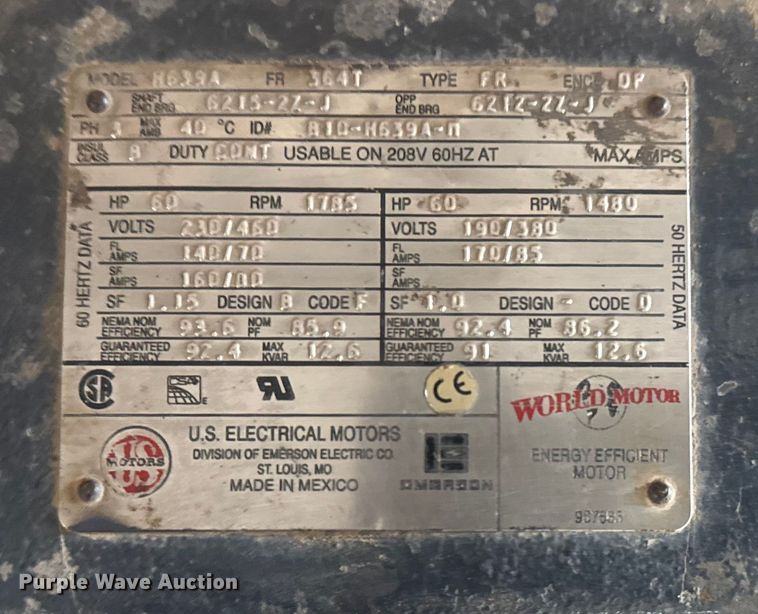 MODEL H639A FR 364T TYPE FR ENCL DP
SHAFT END BRG 6213-2Z-J OPP END BRG 6212-2Z-J
PH 3 MAX AMB 40 °C ID#
INSUL CLASS B DUTY CONT USABLE ON 208V 60HZ AT MAX AMPS
60 HERTZ DATA
HP 60 RPM 1785
VOLTS 230/460
FL AMPS 140/70
SF AMPS 160/80
SF 1.15 DESIGN B CODE F
NEMA NOM EFFICIENCY 93.6 NOM PF 85.9
GUARANTEED EFFICIENCY 92.4 MAX KVAR 12.6
50 HERTZ DATA
HP 60 RPM 1480
VOLTS 190/380
FL AMPS 170/85
SF AMPS
SF 1.0 DESIGN - CODE
NEMA NOM EFFICIENCY 92.4 NOM PF 86.2
GUARANTEED EFFICIENCY 91 MAX KVAR 12.6
SA CSA E RU CE
WORLD MOTOR
ENERGY EFFICIENT
MOTOR
US MOTORS
U.S. ELECTRICAL MOTORS
DIVISION OF EMERSON ELECTRIC CO.
ST. LOUIS, MO
MADE IN MEXICO
EMERSON
Purple Wave Auction